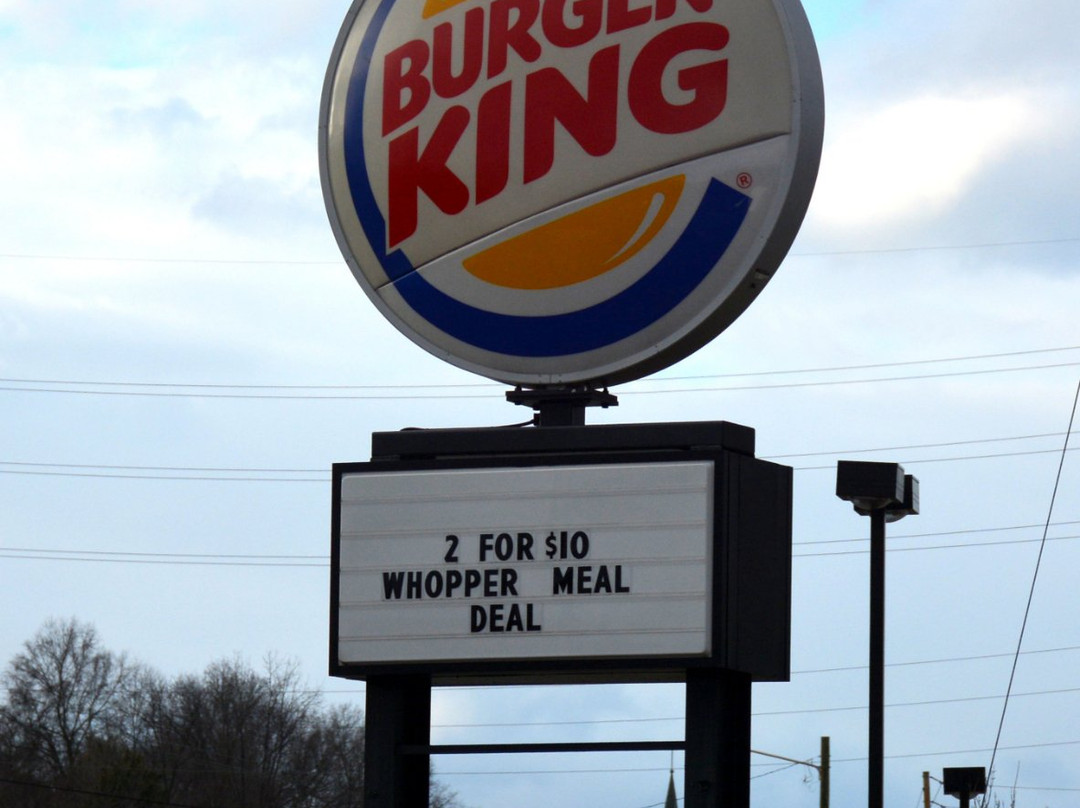 BURGER
KING
®
2 FOR $10
WHOPPER MEAL
DEAL